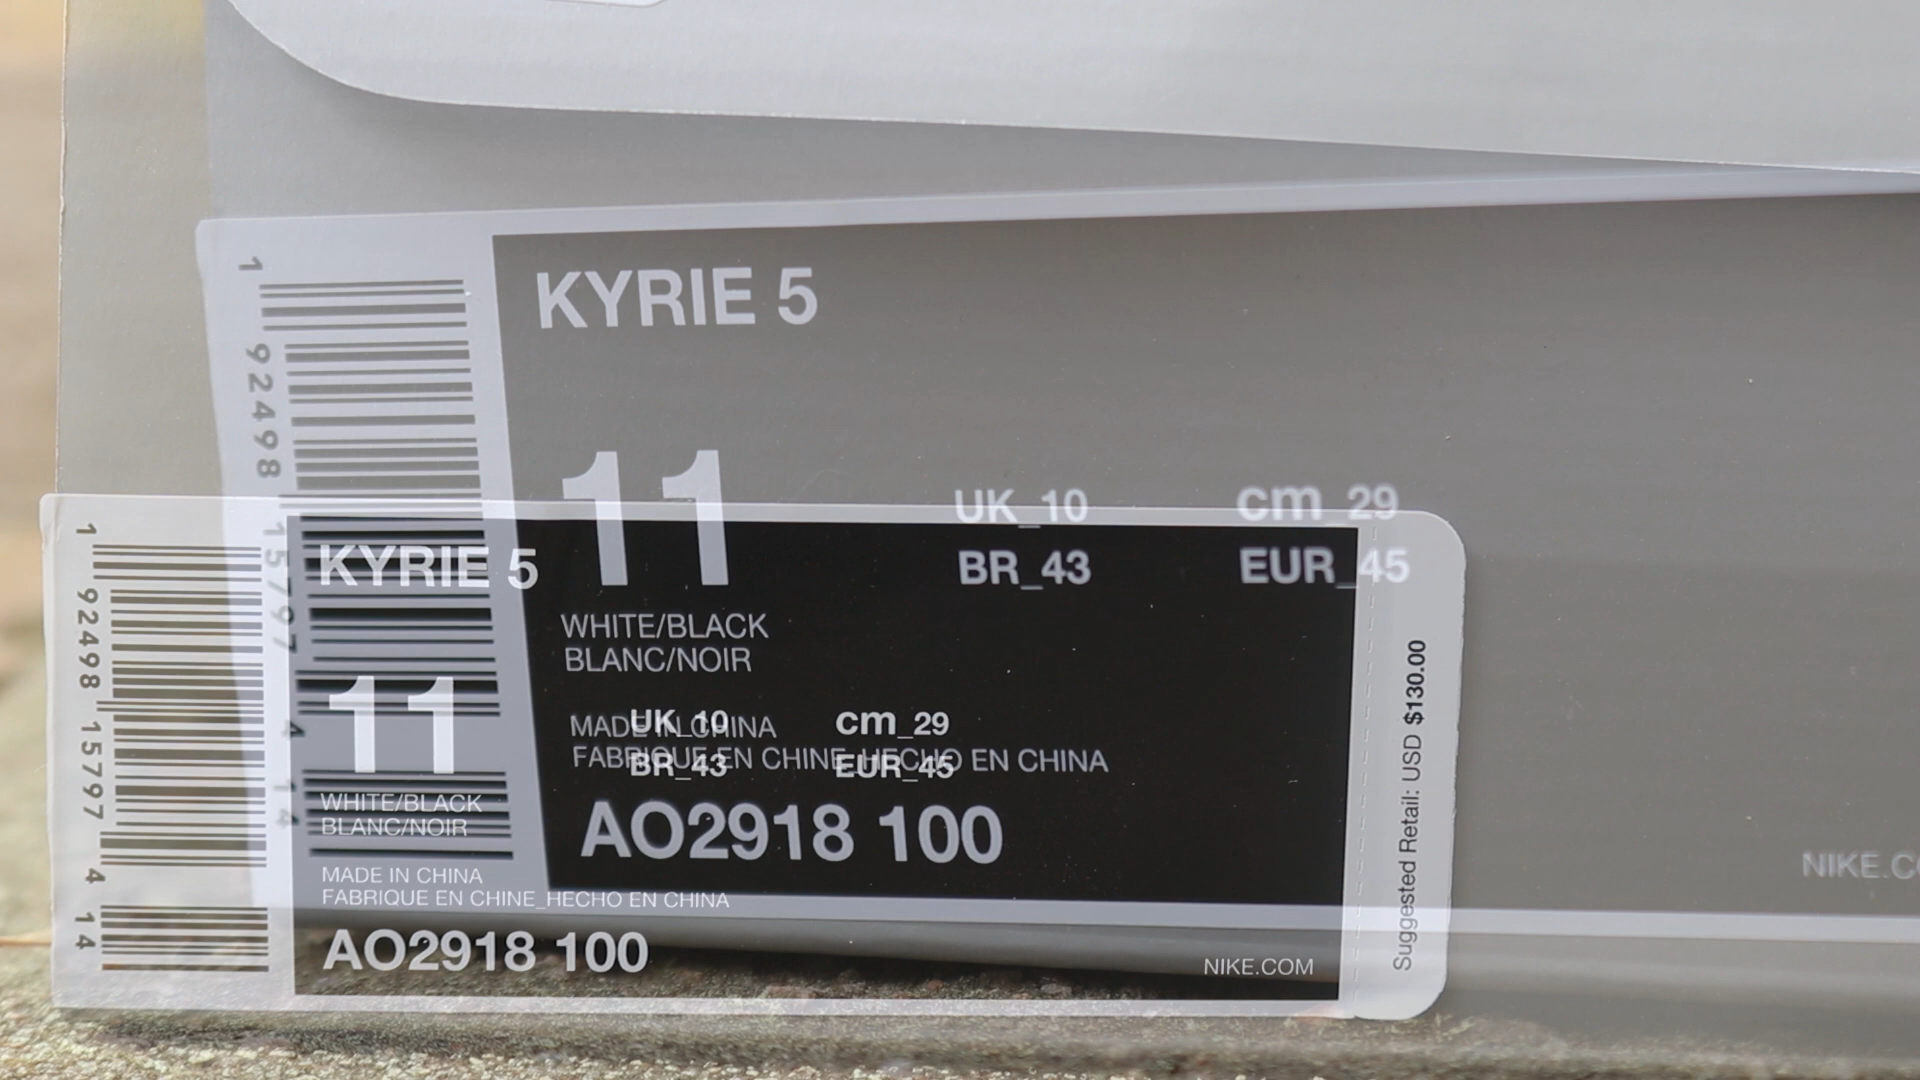 1 92498 15797 4 14
KYRIE 5
11
UK_10
cm_29
BR_43
EUR_45
WHITE/BLACK
BLANC/NOIR
MADE IN CHINA
FABRIQUE EN CHINE_HECHO EN CHINA
AO2918 100
1 92498 15797 4 14
KYRIE 5
11
UK_10
cm_29
BR_43
EUR_45
WHITE/BLACK
BLANC/NOIR
MADE IN CHINA
FABRIQUE EN CHINE_HECHO EN CHINA
AO2918 100
NIKE.COM
Suggested Retail: USD $130.00